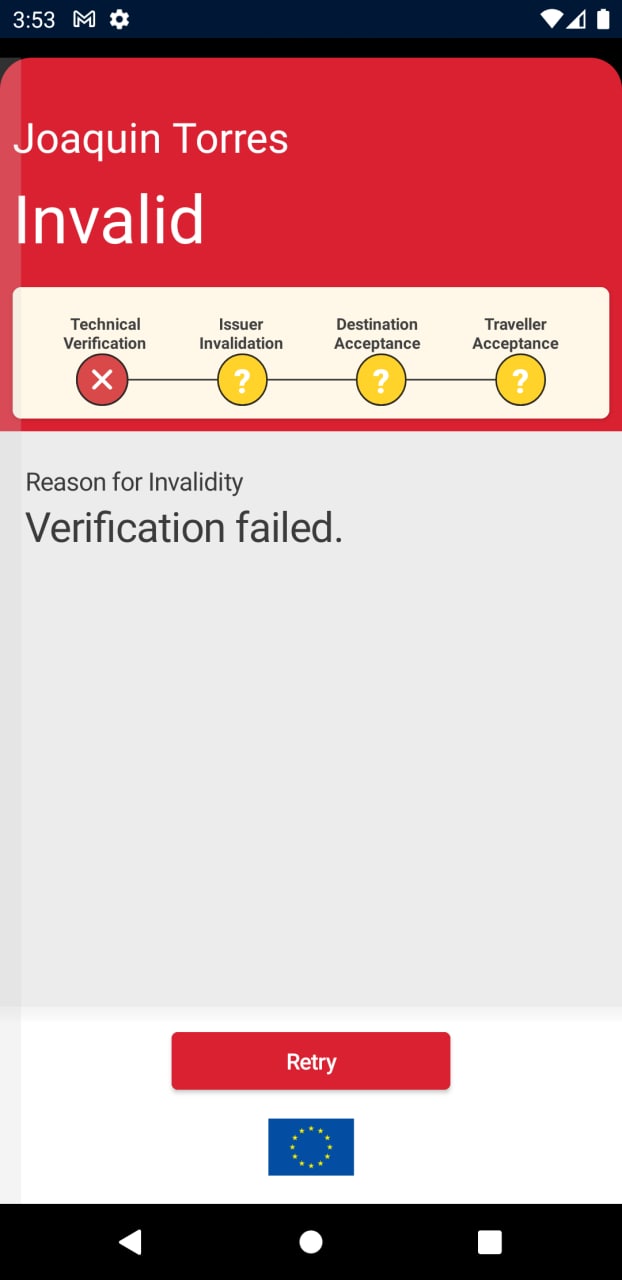 3:53
Joaquin Torres
Invalid
Technical Verification
Issuer Invalidation
Destination Acceptance
Traveller Acceptance
? ? ?
Reason for Invalidity
Verification failed.
Retry